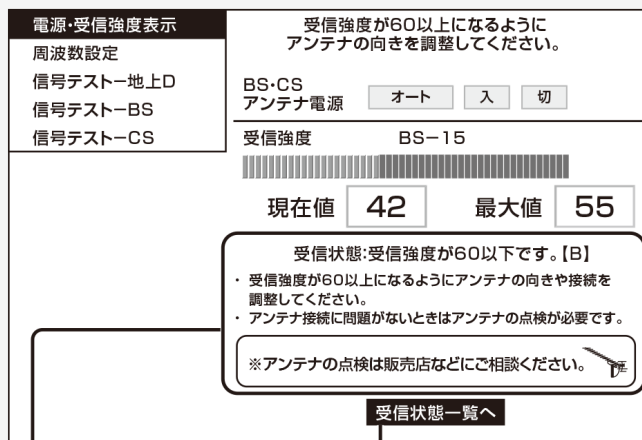 電源・受信強度表示
周波数設定
信号テストー地上D
信号テストーBS
信号テストーCS
受信強度が60以上になるように
アンテナの向きを調整してください。
BS・CS
アンテナ電源 オート 入 切
受信強度 BS−15
現在値 42 最大値 55
受信状態:受信強度が60以下です。【B】
・ 受信強度が60以上になるようにアンテナの向きや接続を
調整してください。
・ アンテナ接続に問題がないときはアンテナの点検が必要です。
※アンテナの点検は販売店などにご相談ください。
受信状態一覧へ